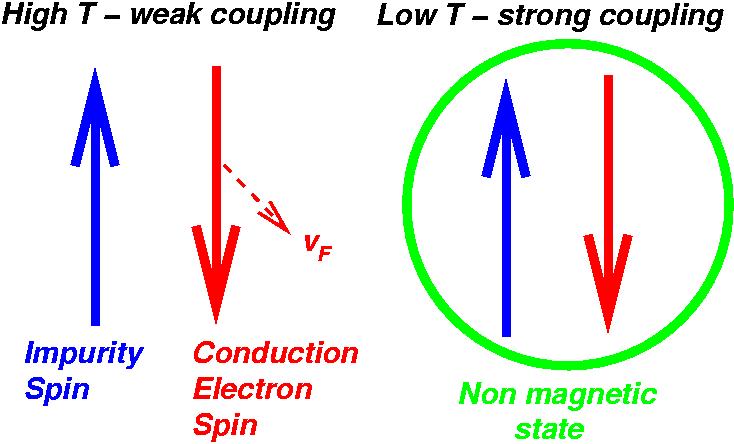 High T – weak coupling
Low T – strong coupling
v_F
Impurity
Spin
Conduction
Electron
Spin
Non magnetic
state